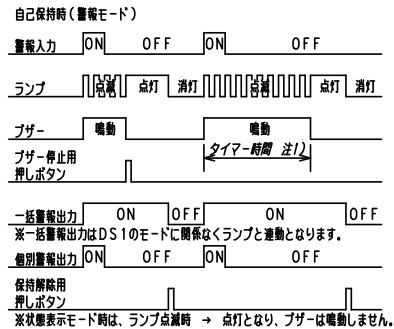 自己保持時(警報モード)
警報入力 ON OFF ON OFF
ランプ 点滅 点灯 消灯 点滅 点灯 消灯
ブザー 鳴動 鳴動
タイマー時間 注1)
ブザー停止用
押しボタン
一括警報出力 ON OFF ON OFF
※一括警報出力はDS1のモードに関係なくランプと連動となります。
個別警報出力 ON OFF ON OFF
保持解除用
押しボタン
※状態表示モード時は、ランプ点滅時 → 点灯となり、ブザーは鳴動しません。